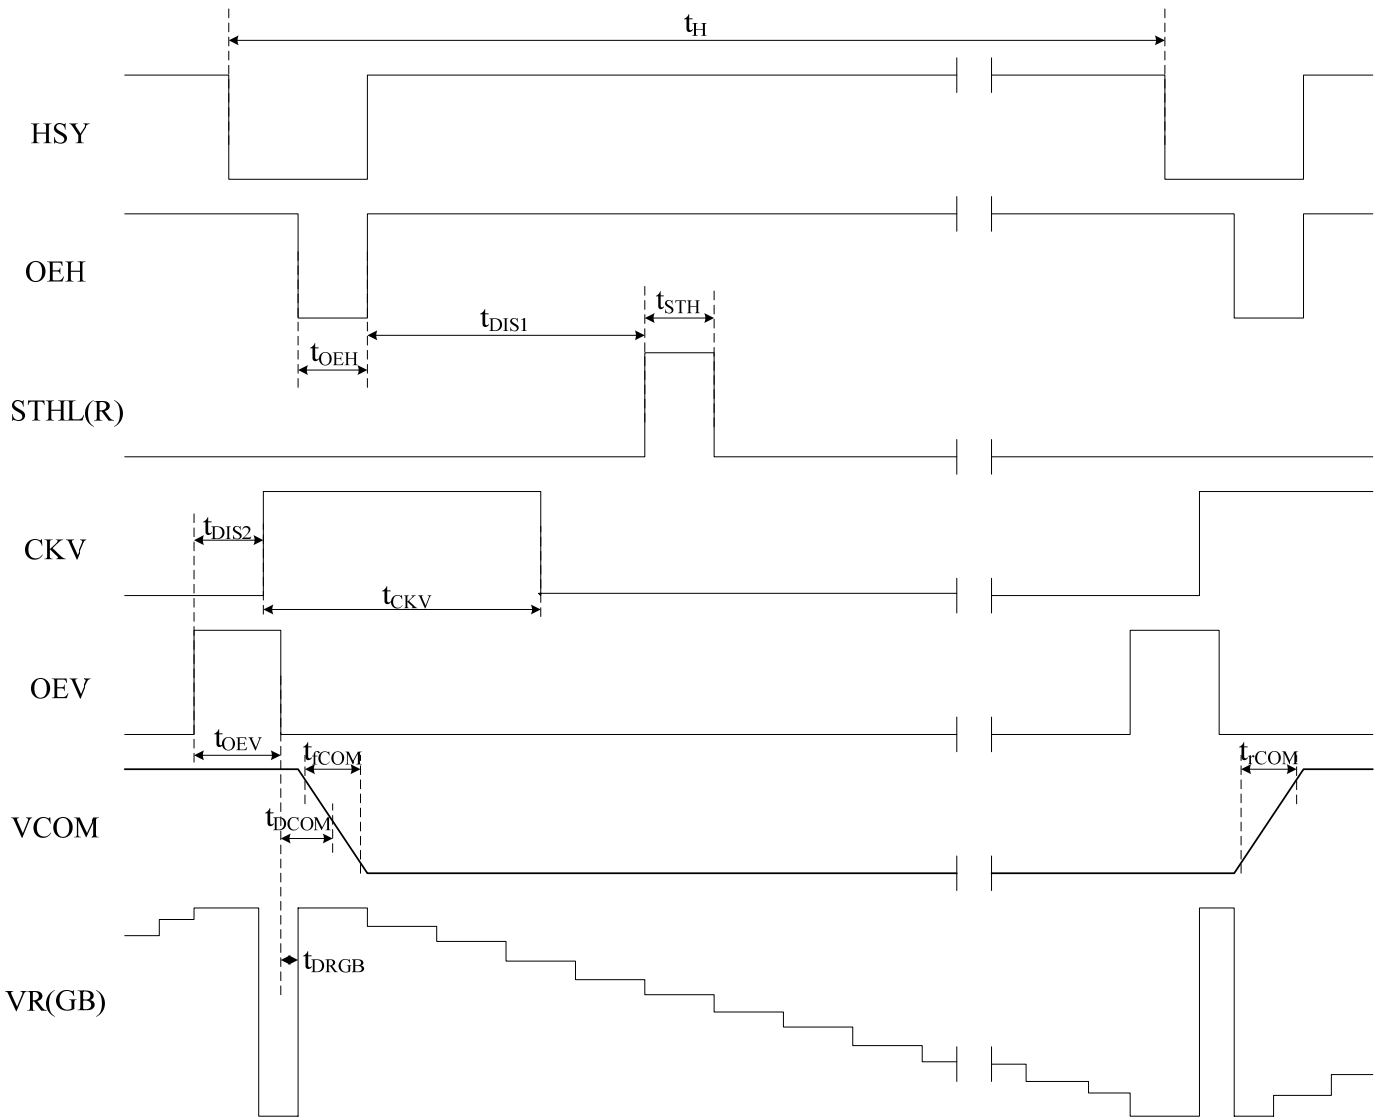 tH
HSY
OEH
tSTH
tDIS1
tOEH
STHL(R)
tDIS2
CKV
tCKV
OEV
tOEV
tfCOM
trCOM
tDCOM
VCOM
tDRGB
VR(GB)